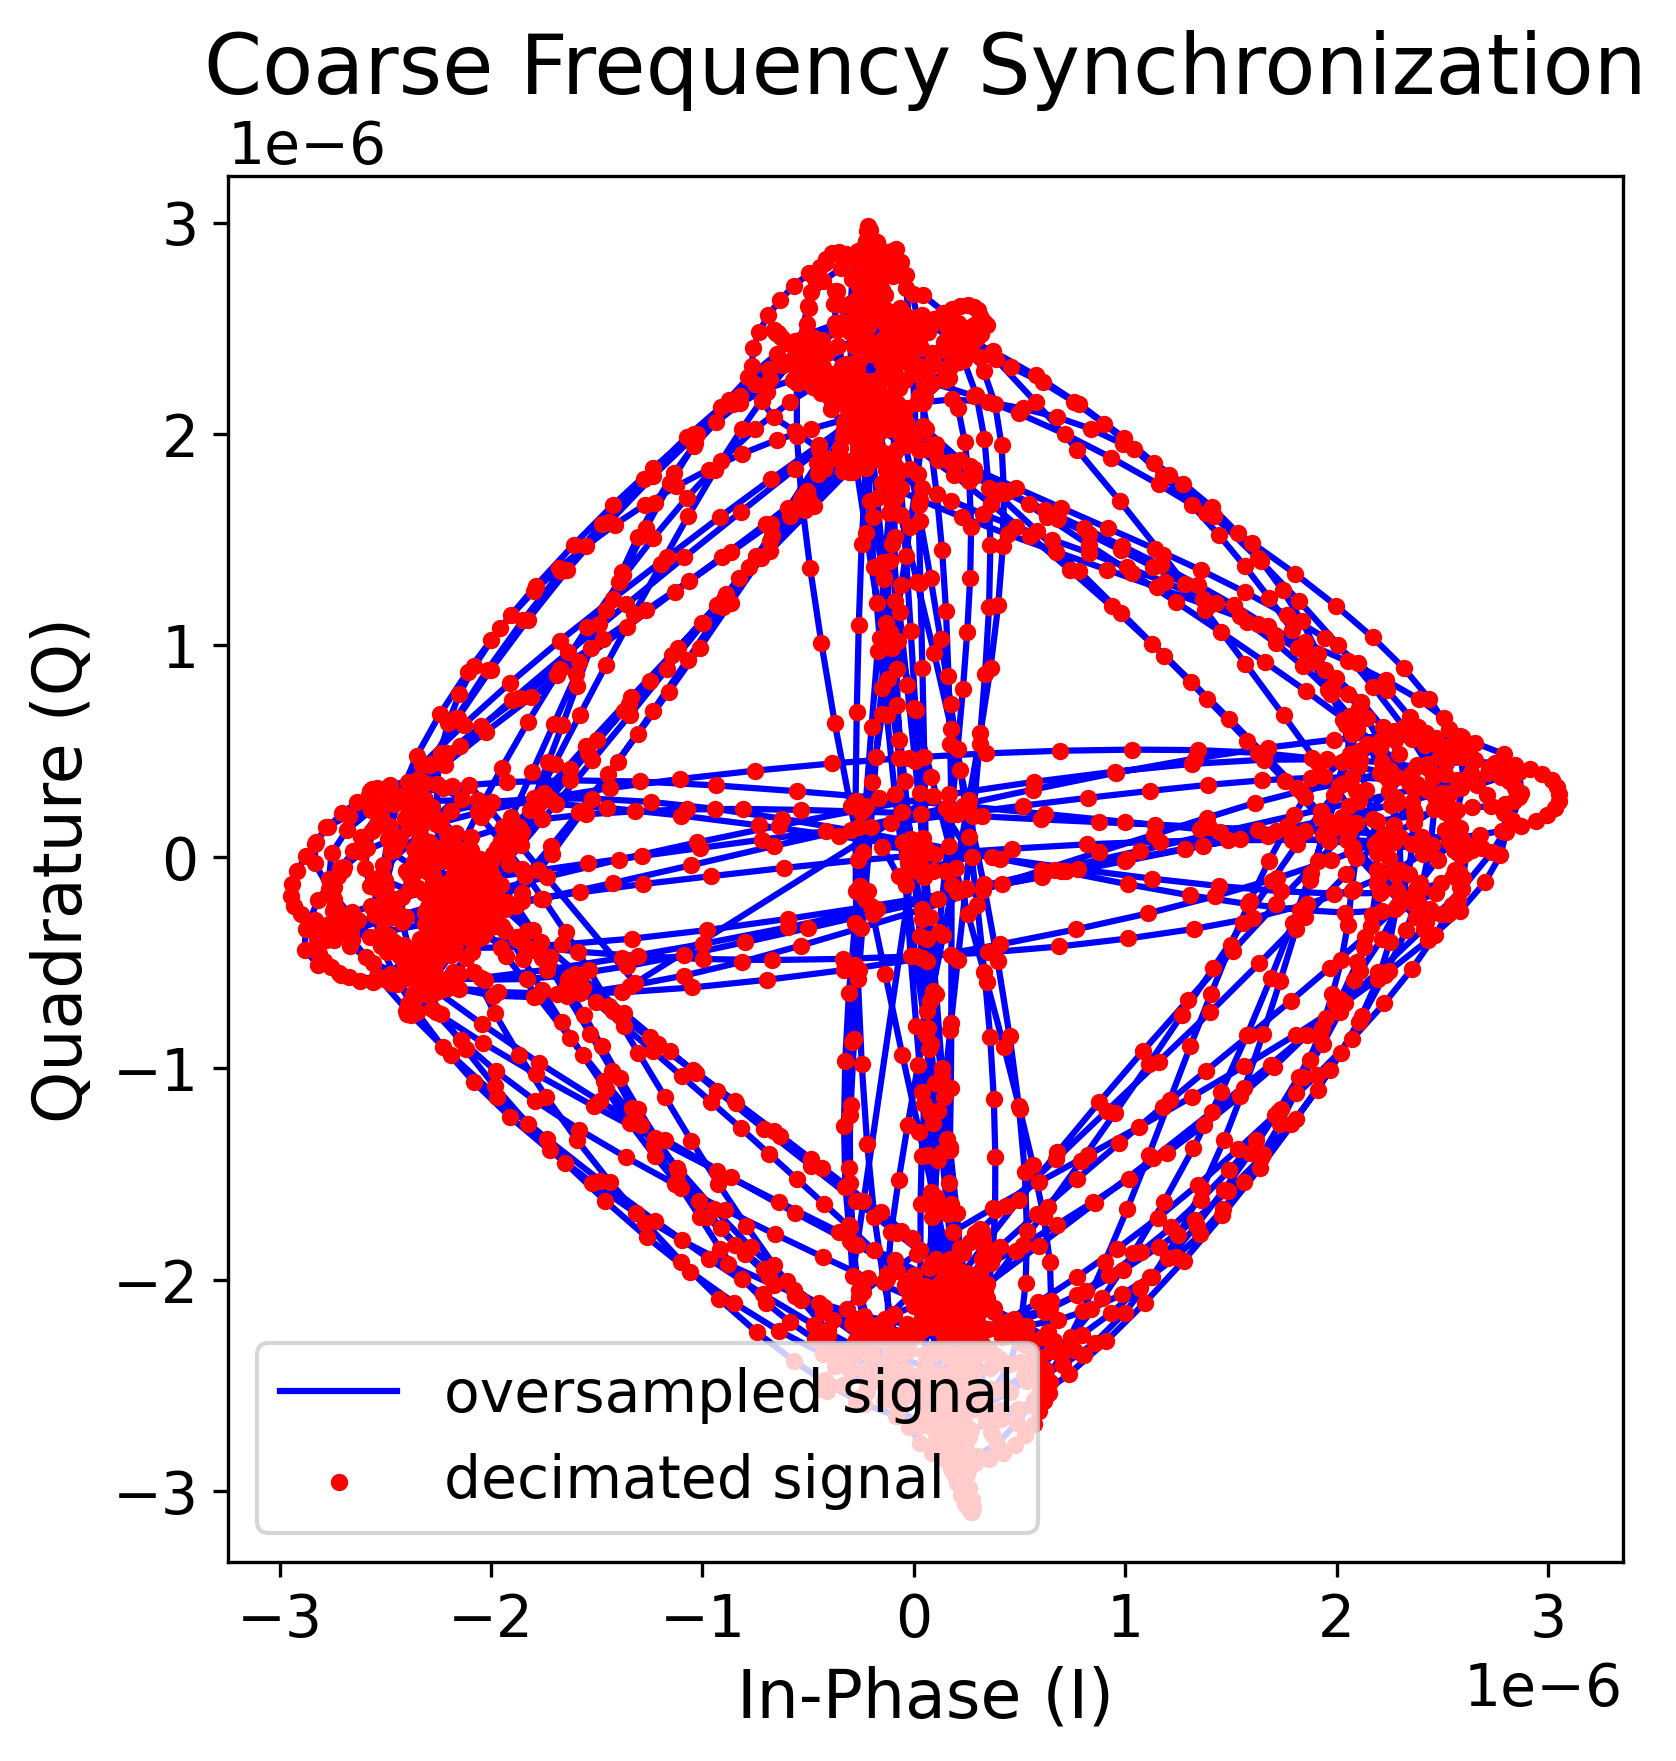 Coarse Frequency Synchronization
1e−6
3
2
1
0
−1
−2
−3
Quadrature (Q)
oversampled signal
decimated signal
−3 −2 −1 0 1 2 3
1e−6
In-Phase (I)